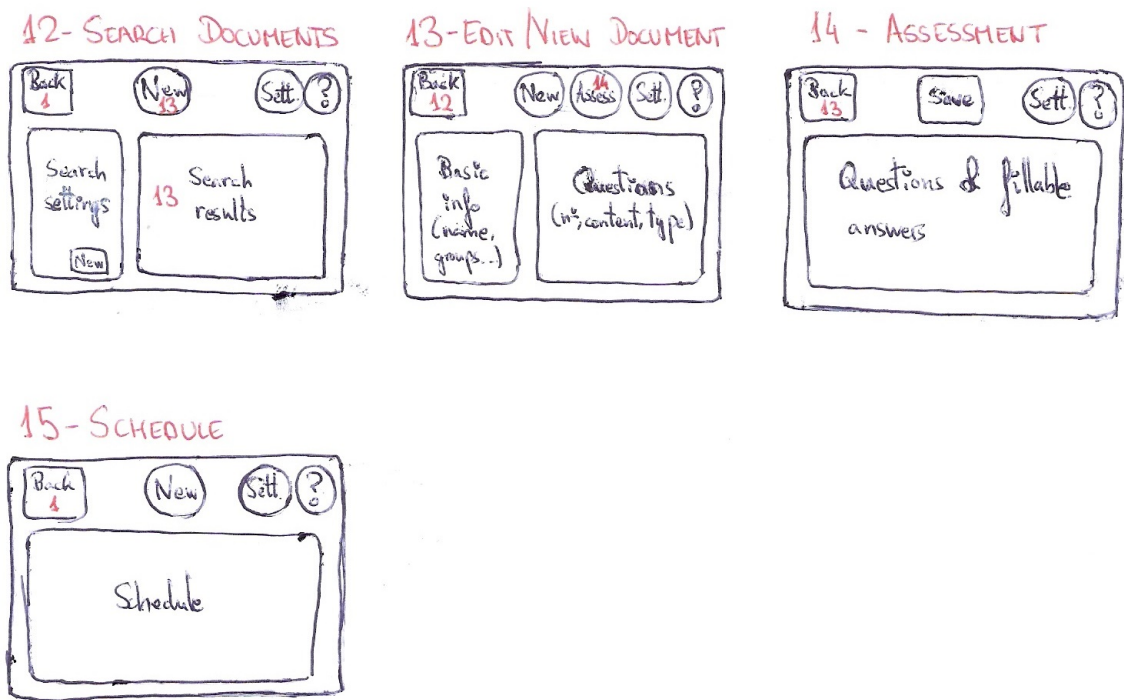 12- SEARCH DOCUMENTS
Back
1
New
13
Sett.
?
Search
settings
New
13
Search
results
13-EDIT/VIEW DOCUMENT
Back
12
New
14
Assess
Sett.
?
Basic
info
(name,
groups...)
Questions
(nº, content, type)
14 - ASSESSMENT
Back
13
Save
Sett.
?
Questions & fillable
answers
15- SCHEDULE
Back
1
New
Sett.
?
Schedule